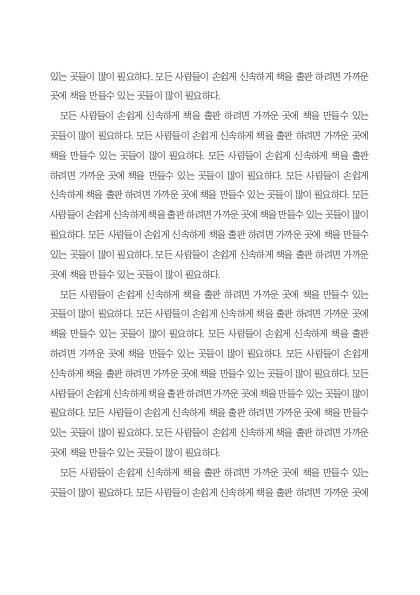 있는 곳들이 많이 필요하다. 모든 사람들이 손쉽게 신속하게 책을 출판 하려면 가까운
곳에 책을 만들수 있는 곳들이 많이 필요하다.
모든 사람들이 손쉽게 신속하게 책을 출판 하려면 가까운 곳에 책을 만들수 있는
곳들이 많이 필요하다. 모든 사람들이 손쉽게 신속하게 책을 출판 하려면 가까운 곳에
책을 만들수 있는 곳들이 많이 필요하다. 모든 사람들이 손쉽게 신속하게 책을 출판
하려면 가까운 곳에 책을 만들수 있는 곳들이 많이 필요하다. 모든 사람들이 손쉽게
신속하게 책을 출판 하려면 가까운 곳에 책을 만들수 있는 곳들이 많이 필요하다. 모든
사람들이 손쉽게 신속하게 책을 출판 하려면 가까운 곳에 책을 만들수 있는 곳들이 많이
필요하다. 모든 사람들이 손쉽게 신속하게 책을 출판 하려면 가까운 곳에 책을 만들수
있는 곳들이 많이 필요하다. 모든 사람들이 손쉽게 신속하게 책을 출판 하려면 가까운
곳에 책을 만들수 있는 곳들이 많이 필요하다.
모든 사람들이 손쉽게 신속하게 책을 출판 하려면 가까운 곳에 책을 만들수 있는
곳들이 많이 필요하다. 모든 사람들이 손쉽게 신속하게 책을 출판 하려면 가까운 곳에
책을 만들수 있는 곳들이 많이 필요하다. 모든 사람들이 손쉽게 신속하게 책을 출판
하려면 가까운 곳에 책을 만들수 있는 곳들이 많이 필요하다. 모든 사람들이 손쉽게
신속하게 책을 출판 하려면 가까운 곳에 책을 만들수 있는 곳들이 많이 필요하다. 모든
사람들이 손쉽게 신속하게 책을 출판 하려면 가까운 곳에 책을 만들수 있는 곳들이 많이
필요하다. 모든 사람들이 손쉽게 신속하게 책을 출판 하려면 가까운 곳에 책을 만들수
있는 곳들이 많이 필요하다. 모든 사람들이 손쉽게 신속하게 책을 출판 하려면 가까운
곳에 책을 만들수 있는 곳들이 많이 필요하다.
모든 사람들이 손쉽게 신속하게 책을 출판 하려면 가까운 곳에 책을 만들수 있는
곳들이 많이 필요하다. 모든 사람들이 손쉽게 신속하게 책을 출판 하려면 가까운 곳에